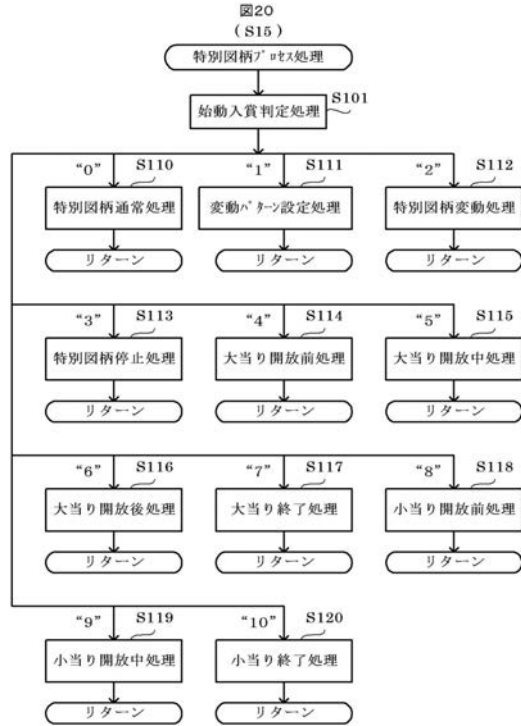 図20
(S15)
特別図柄ﾌﾟﾛｾｽ処理
S101
始動入賞判定処理
“0” S110 “1” S111 “2” S112
特別図柄通常処理 変動ﾊﾟﾀｰﾝ設定処理 特別図柄変動処理
リターン リターン リターン
“3” S113 “4” S114 “5” S115
特別図柄停止処理 大当り開放前処理 大当り開放中処理
リターン リターン リターン
“6” S116 “7” S117 “8” S118
大当り開放後処理 大当り終了処理 小当り開放前処理
リターン リターン リターン
“9” S119 “10” S120
小当り開放中処理 小当り終了処理
リターン リターン